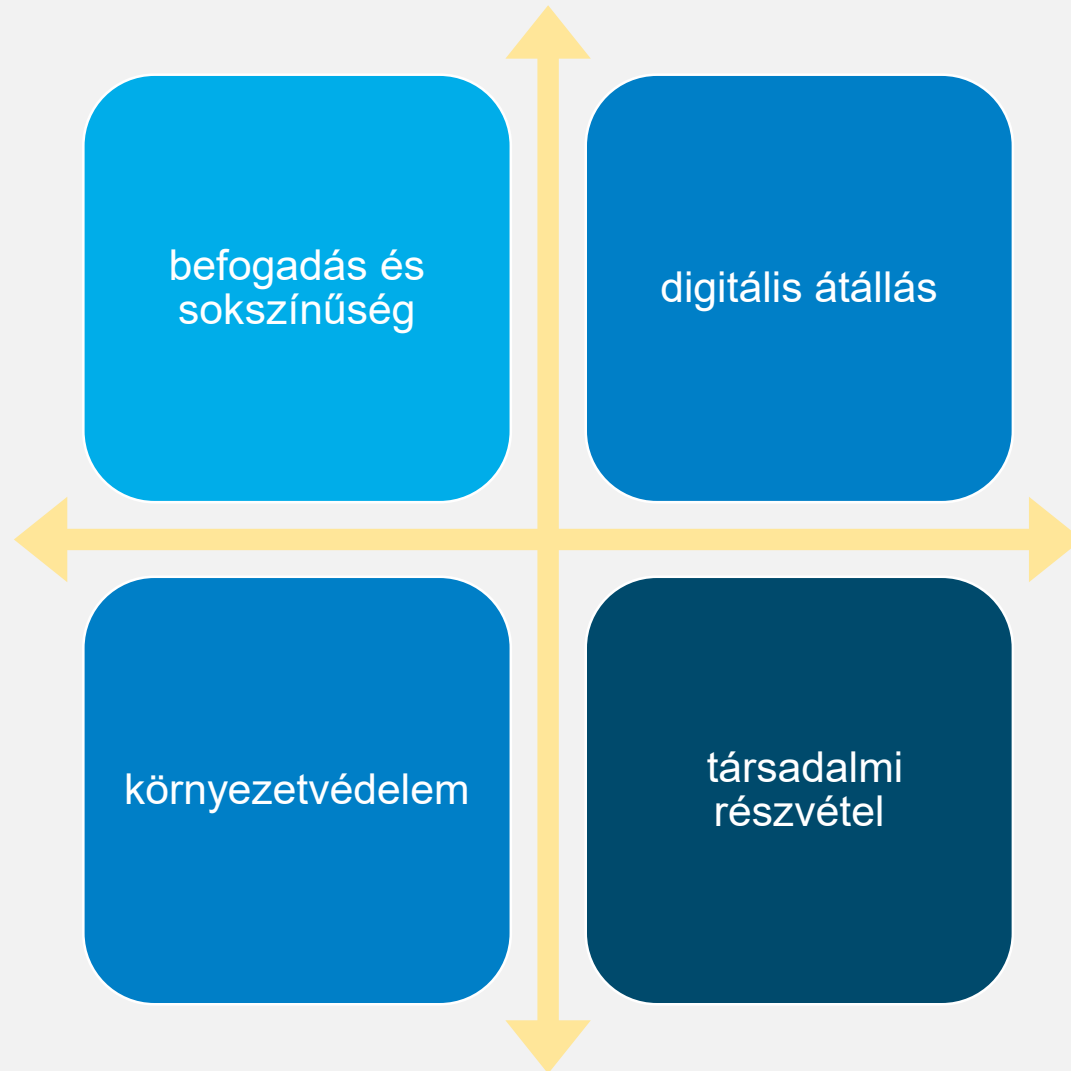 befogadás és
sokszínűség
digitális átállás
környezetvédelem
társadalmi
részvétel